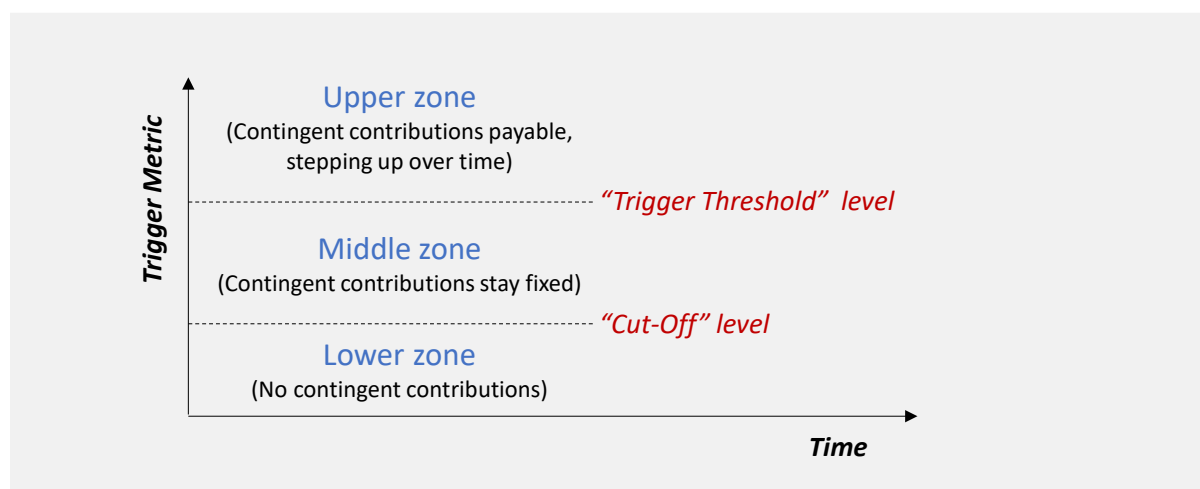 Upper zone
(Contingent contributions payable,
stepping up over time)
Trigger Metric
“Trigger Threshold” level
Middle zone
(Contingent contributions stay fixed)
“Cut-Off” level
Lower zone
(No contingent contributions)
Time